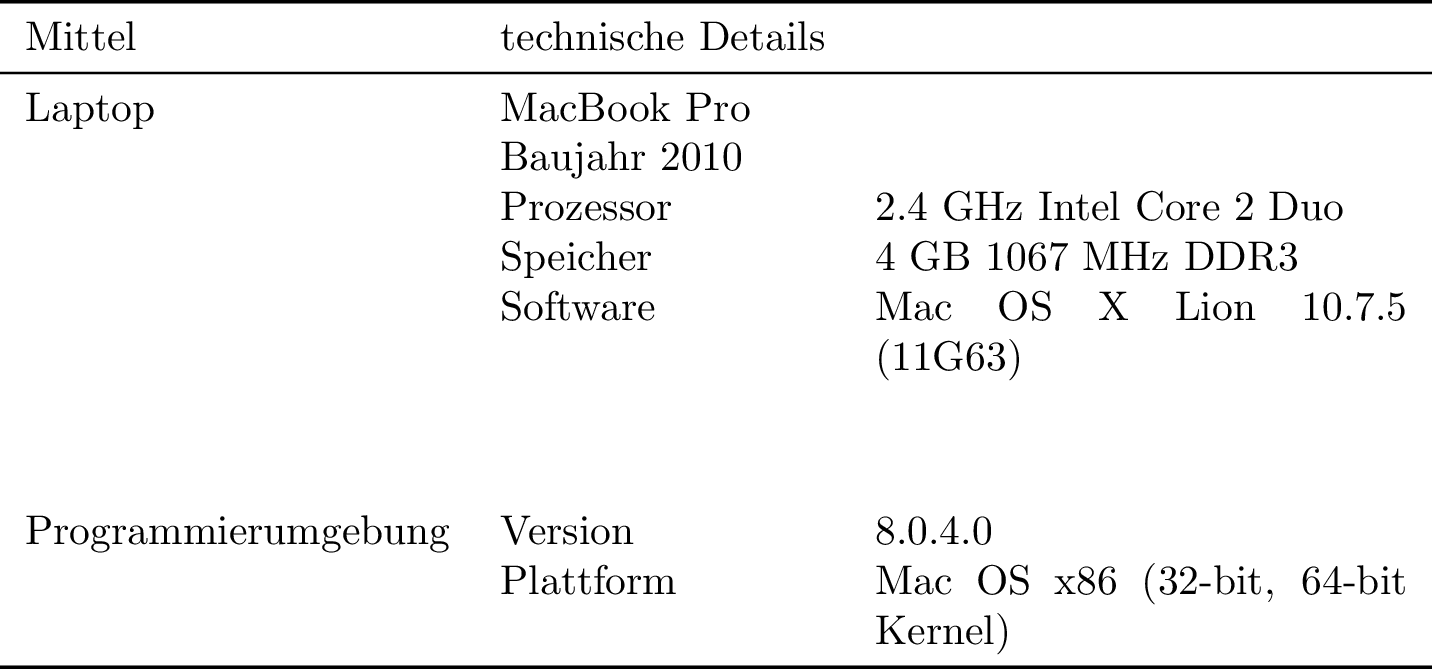 Mittel technische Details
Laptop MacBook Pro
Baujahr 2010
Prozessor 2.4 GHz Intel Core 2 Duo
Speicher 4 GB 1067 MHz DDR3
Software Mac OS X Lion 10.7.5
(11G63)
Programmierumgebung Version 8.0.4.0
Plattform Mac OS x86 (32-bit, 64-bit
Kernel)